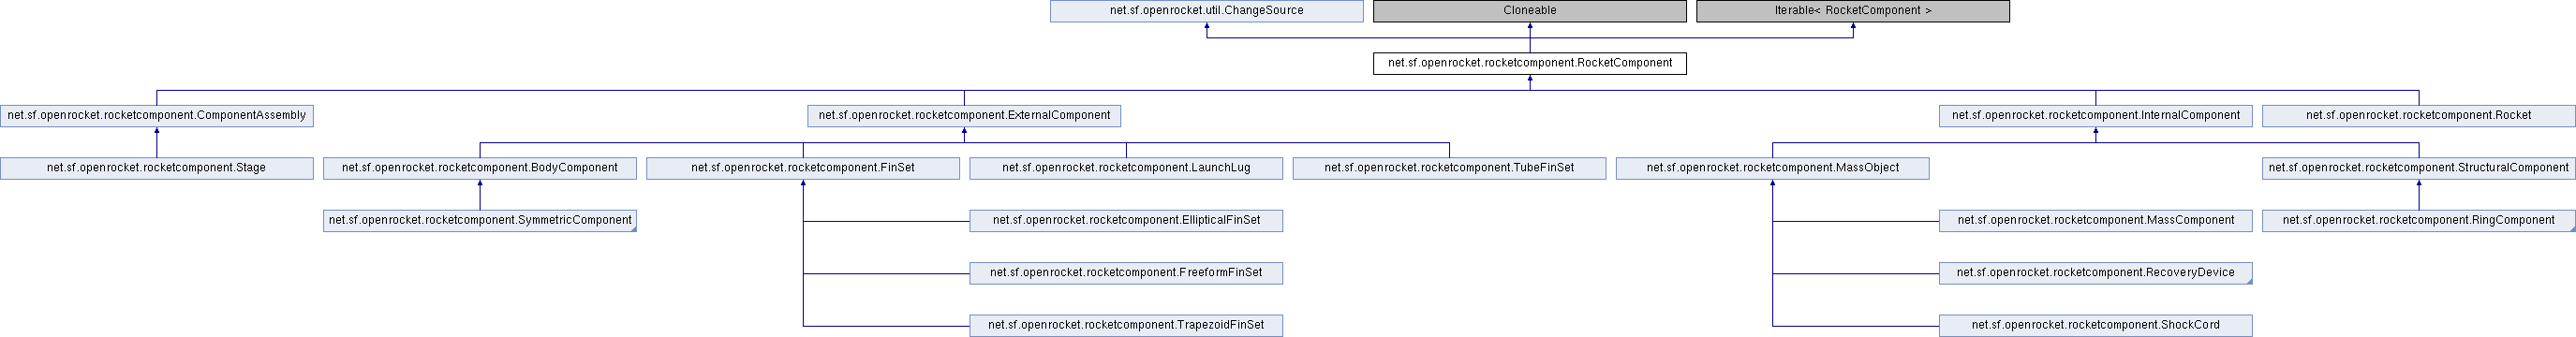 net.sf.openrocket.util.ChangeSource
Cloneable
Iterable< RocketComponent >
net.sf.openrocket.rocketcomponent.RocketComponent
net.sf.openrocket.rocketcomponent.ComponentAssembly
net.sf.openrocket.rocketcomponent.ExternalComponent
net.sf.openrocket.rocketcomponent.InternalComponent
net.sf.openrocket.rocketcomponent.Rocket
net.sf.openrocket.rocketcomponent.Stage
net.sf.openrocket.rocketcomponent.BodyComponent
net.sf.openrocket.rocketcomponent.FinSet
net.sf.openrocket.rocketcomponent.LaunchLug
net.sf.openrocket.rocketcomponent.TubeFinSet
net.sf.openrocket.rocketcomponent.MassObject
net.sf.openrocket.rocketcomponent.StructuralComponent
net.sf.openrocket.rocketcomponent.SymmetricComponent
net.sf.openrocket.rocketcomponent.EllipticalFinSet
net.sf.openrocket.rocketcomponent.MassComponent
net.sf.openrocket.rocketcomponent.RingComponent
net.sf.openrocket.rocketcomponent.FreeformFinSet
net.sf.openrocket.rocketcomponent.RecoveryDevice
net.sf.openrocket.rocketcomponent.TrapezoidFinSet
net.sf.openrocket.rocketcomponent.ShockCord